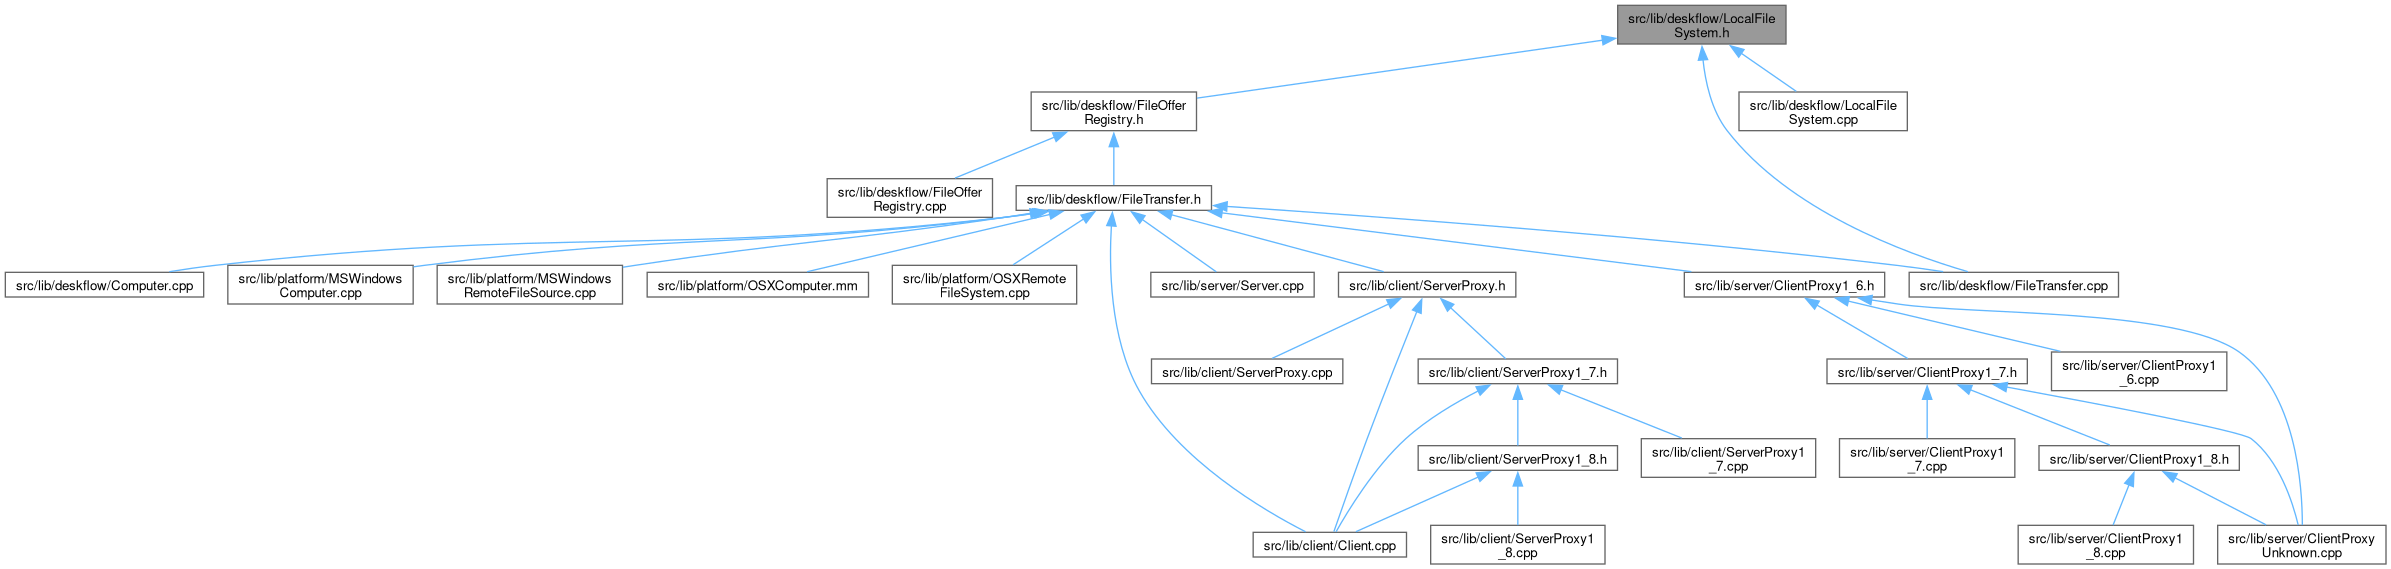 src/lib/deskflow/LocalFile
System.h
src/lib/deskflow/FileOffer
Registry.h
src/lib/deskflow/LocalFile
System.cpp
src/lib/deskflow/FileOffer
Registry.cpp
src/lib/deskflow/FileTransfer.h
src/lib/deskflow/Computer.cpp
src/lib/platform/MSWindows
Computer.cpp
src/lib/platform/MSWindows
RemoteFileSource.cpp
src/lib/platform/OSXComputer.mm
src/lib/platform/OSXRemote
FileSystem.cpp
src/lib/server/Server.cpp
src/lib/client/ServerProxy.h
src/lib/server/ClientProxy1_6.h
src/lib/deskflow/FileTransfer.cpp
src/lib/client/ServerProxy.cpp
src/lib/client/ServerProxy1_7.h
src/lib/server/ClientProxy1_7.h
src/lib/server/ClientProxy1
_6.cpp
src/lib/client/ServerProxy1_8.h
src/lib/client/ServerProxy1
_7.cpp
src/lib/server/ClientProxy1
_7.cpp
src/lib/server/ClientProxy1_8.h
src/lib/client/Client.cpp
src/lib/client/ServerProxy1
_8.cpp
src/lib/server/ClientProxy1
_8.cpp
src/lib/server/ClientProxy
Unknown.cpp